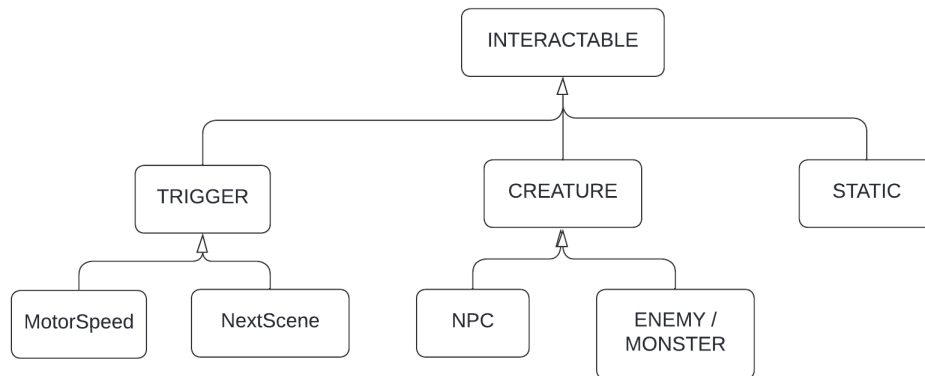 INTERACTABLE
TRIGGER
CREATURE
STATIC
MotorSpeed
NextScene
NPC
ENEMY /
MONSTER